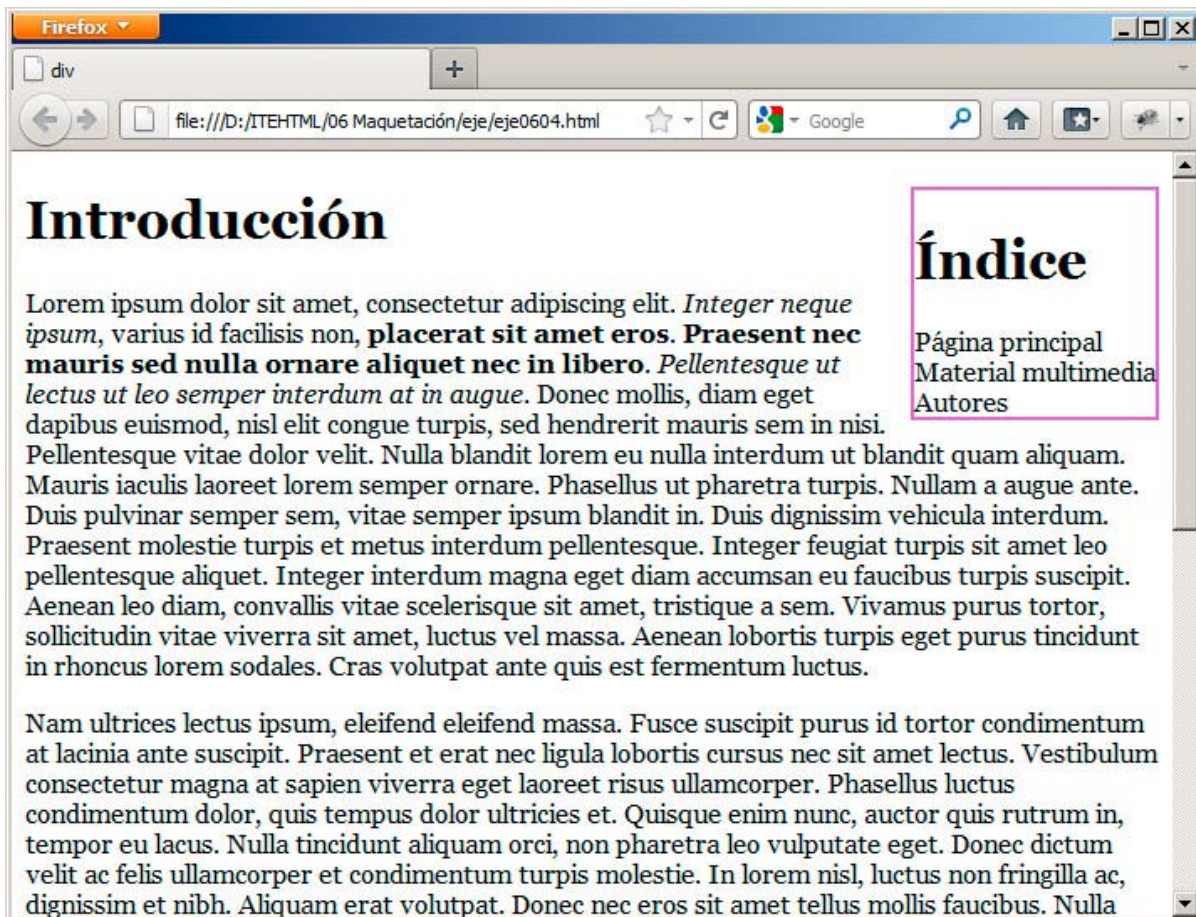 Firefox
div
file:///D:/ITEHTML/06 Maquetación/eje/eje0604.html
Google
Introducción
Lorem ipsum dolor sit amet, consectetur adipiscing elit. Integer neque
ipsum, varius id facilisis non, placerat sit amet eros. Praesent nec
mauris sed nulla ornare aliquet nec in libero. Pellentesque ut
lectus ut leo semper interdum at in augue. Donec mollis, diam eget
dapibus euismod, nisl elit congue turpis, sed hendrerit mauris sem in nisi.
Índice
Página principal
Material multimedia
Autores
Pellentesque vitae dolor velit. Nulla blandit lorem eu nulla interdum ut blandit quam aliquam.
Mauris iaculis laoreet lorem semper ornare. Phasellus ut pharetra turpis. Nullam a augue ante.
Duis pulvinar semper sem, vitae semper ipsum blandit in. Duis dignissim vehicula interdum.
Praesent molestie turpis et metus interdum pellentesque. Integer feugiat turpis sit amet leo
pellentesque aliquet. Integer interdum magna eget diam accumsan eu faucibus turpis suscipit.
Aenean leo diam, convallis vitae scelerisque sit amet, tristique a sem. Vivamus purus tortor,
sollicitudin vitae viverra sit amet, luctus vel massa. Aenean lobortis turpis eget purus tincidunt
in rhoncus lorem sodales. Cras volutpat ante quis est fermentum luctus.
Nam ultrices lectus ipsum, eleifend eleifend massa. Fusce suscipit purus id tortor condimentum
at lacinia ante suscipit. Praesent et erat nec ligula lobortis cursus nec sit amet lectus. Vestibulum
consectetur magna at sapien viverra eget laoreet risus ullamcorper. Phasellus luctus
condimentum dolor, quis tempus dolor ultricies et. Quisque enim nunc, auctor quis rutrum in,
tempor eu lacus. Nulla tincidunt aliquam orci, non pharetra leo vulputate eget. Donec dictum
velit ac felis ullamcorper et condimentum turpis molestie. In lorem nisl, luctus non fringilla ac,
dignissim et nibh. Aliquam erat volutpat. Donec nec eros sit amet tellus mollis faucibus. Nulla